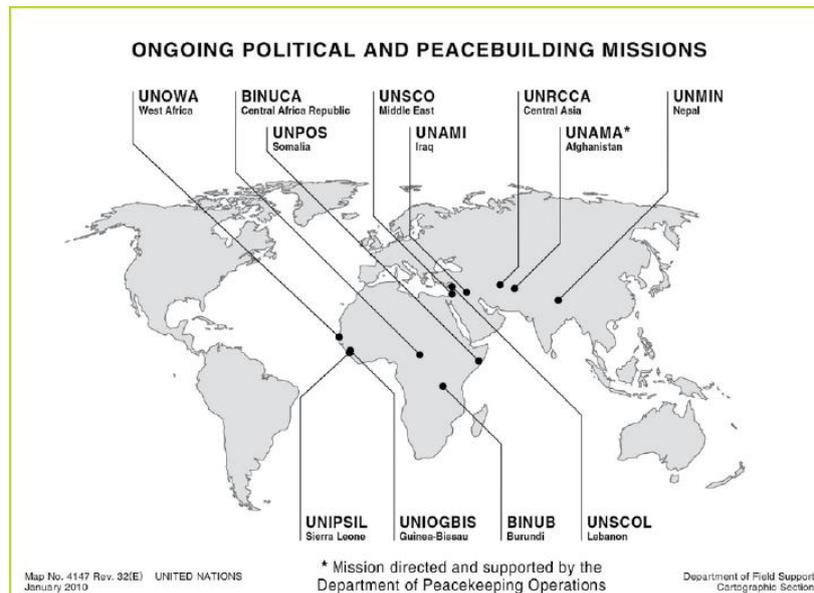 ONGOING POLITICAL AND PEACEBUILDING MISSIONS
UNOWA
West Africa
BINUCA
Central Africa Republic
UNSCO
Middle East
UNRCCA
Central Asia
UNMIN
Nepal
UNPOS
Somalia
UNAMI
Iraq
UNAMA*
Afghanistan
UNIPSIL
Sierra Leone
UNIOGBIS
Guinea-Bissau
BINUB
Burundi
UNSCOL
Lebanon
* Mission directed and supported by the
Department of Peacekeeping Operations
Map No. 4147 Rev. 32(E) UNITED NATIONS
January 2010
Department of Field Support
Cartographic Section